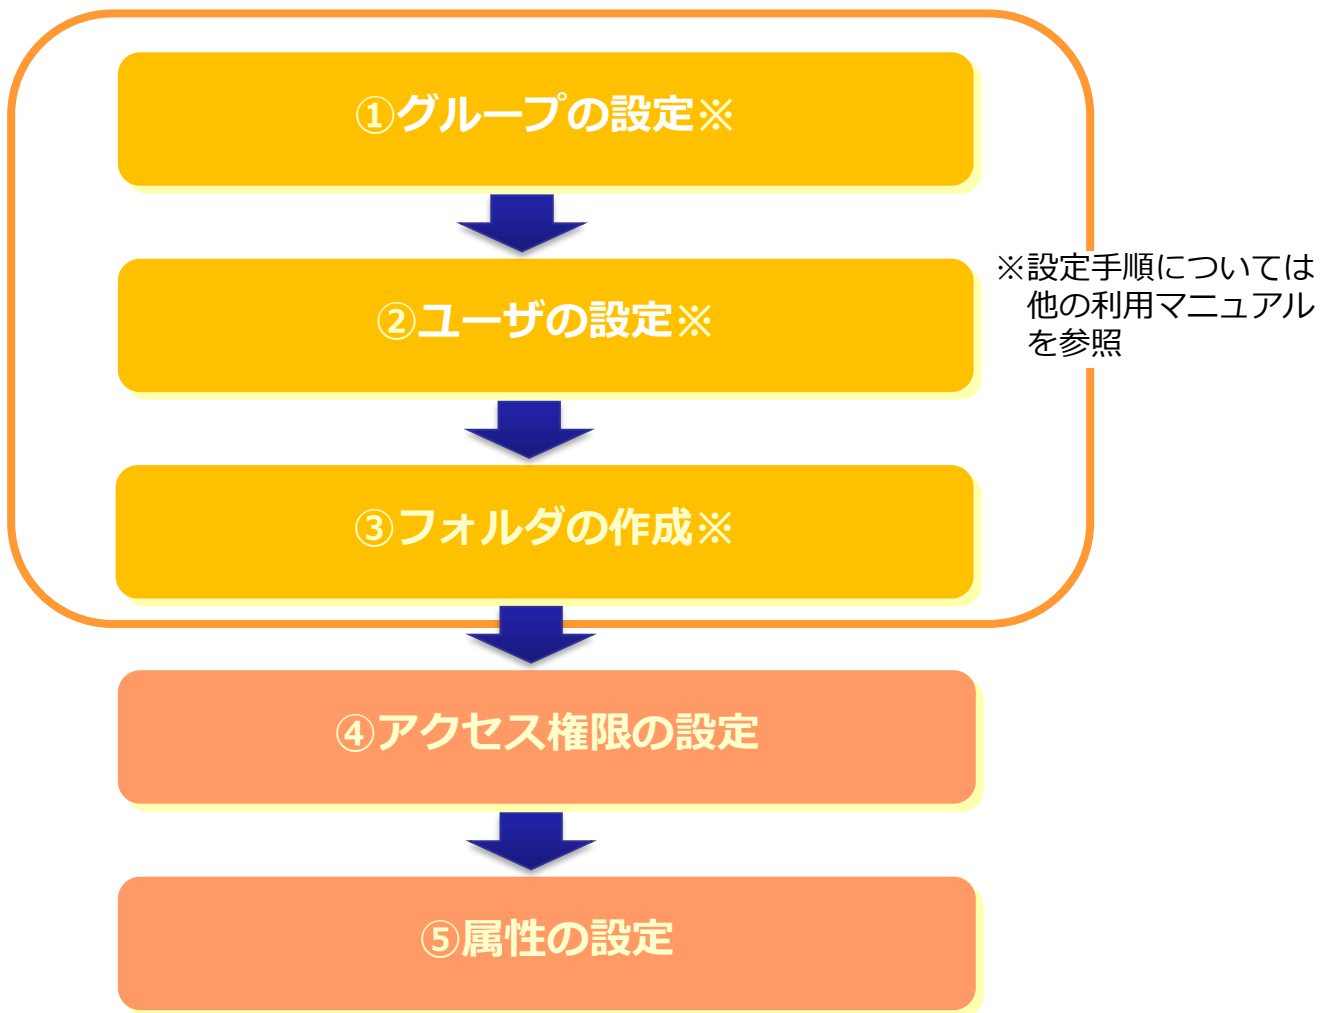 ①グループの設定※
②ユーザの設定※
※設定手順については
他の利用マニュアル
を参照
③フォルダの作成※
④アクセス権限の設定
⑤属性の設定